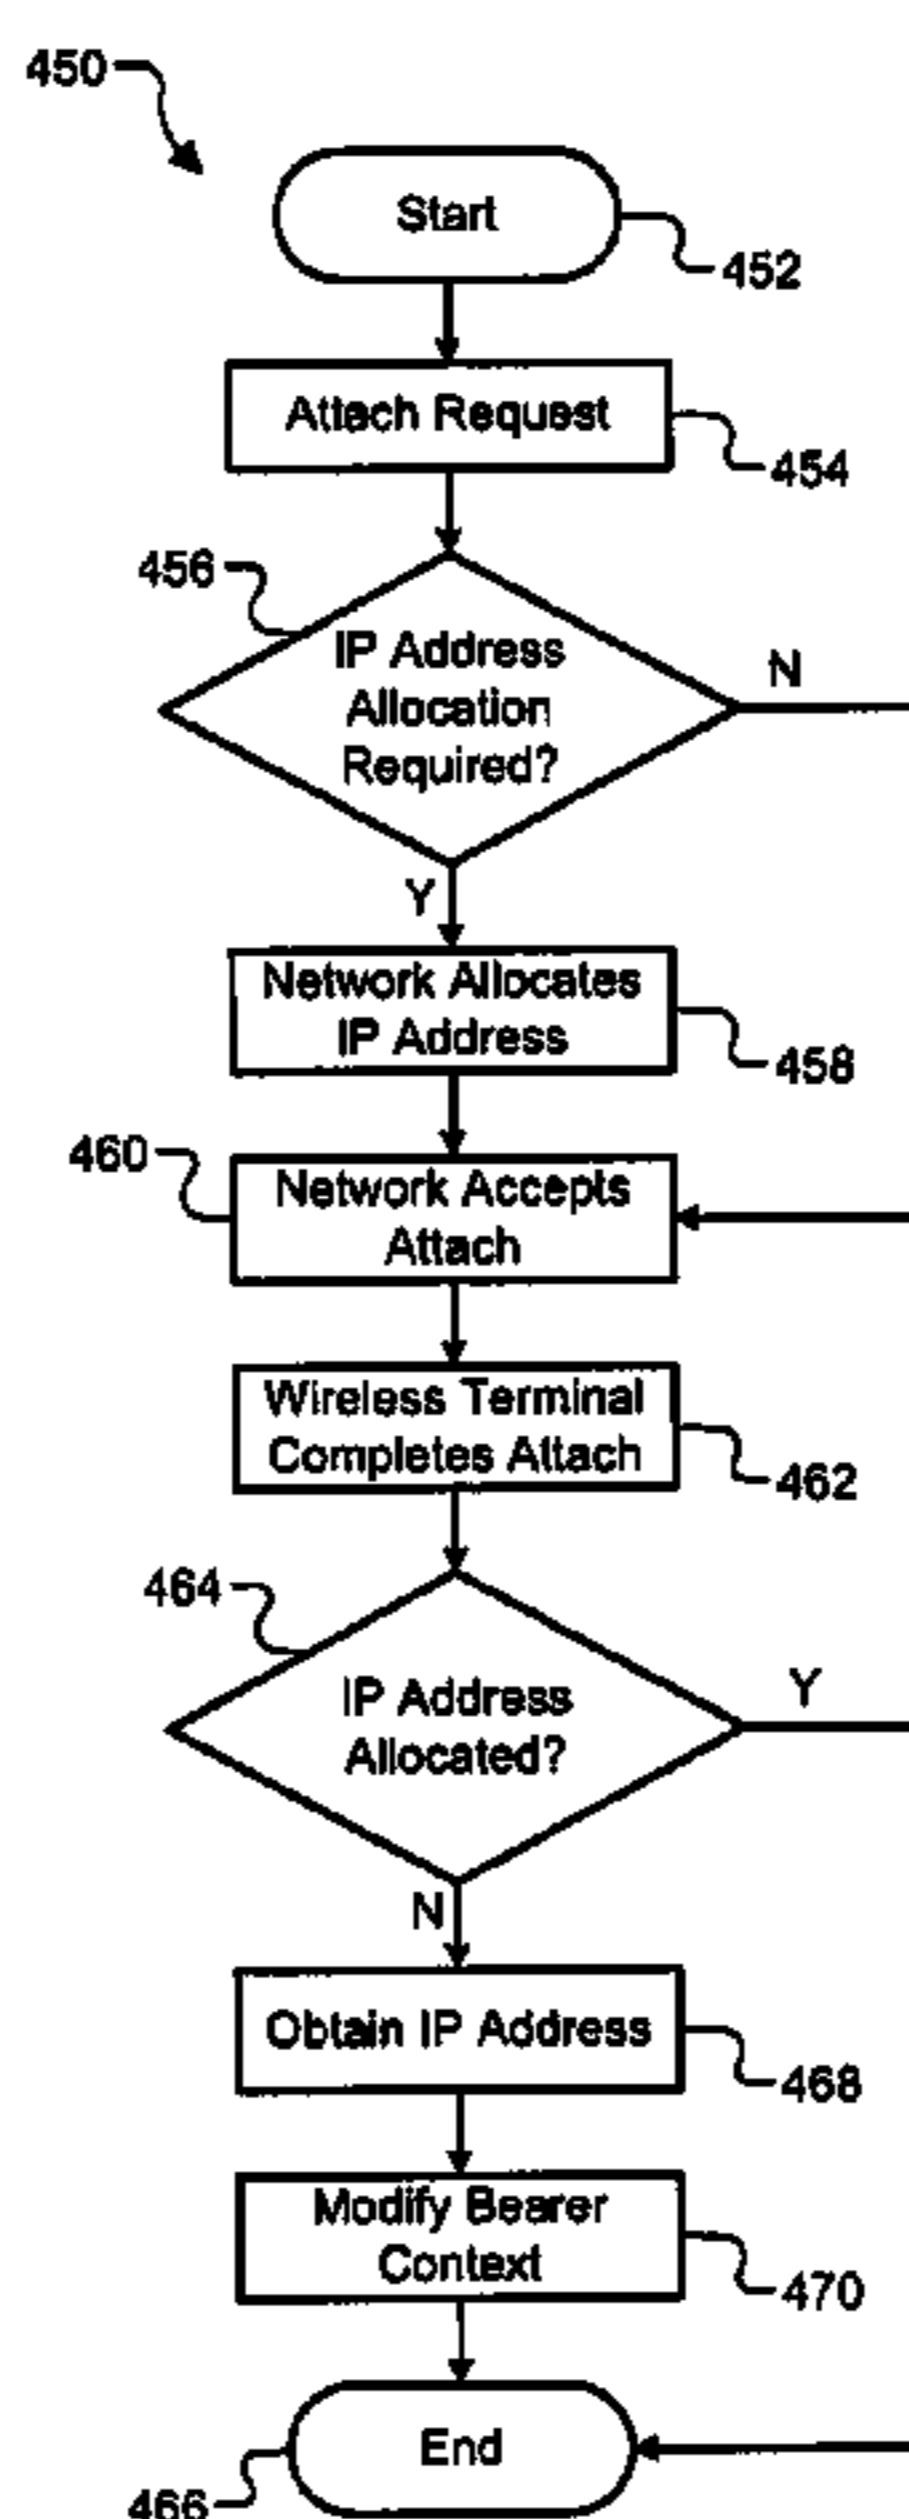 450
Start
452
Attach Request
454
456
IP Address
Allocation
Required?
N
Y
Network Allocates
IP Address
458
460
Network Accepts
Attach
Wireless Terminal
Completes Attach
462
464
IP Address
Allocated?
Y
N
Obtain IP Address
468
Modify Bearer
Context
470
End
466